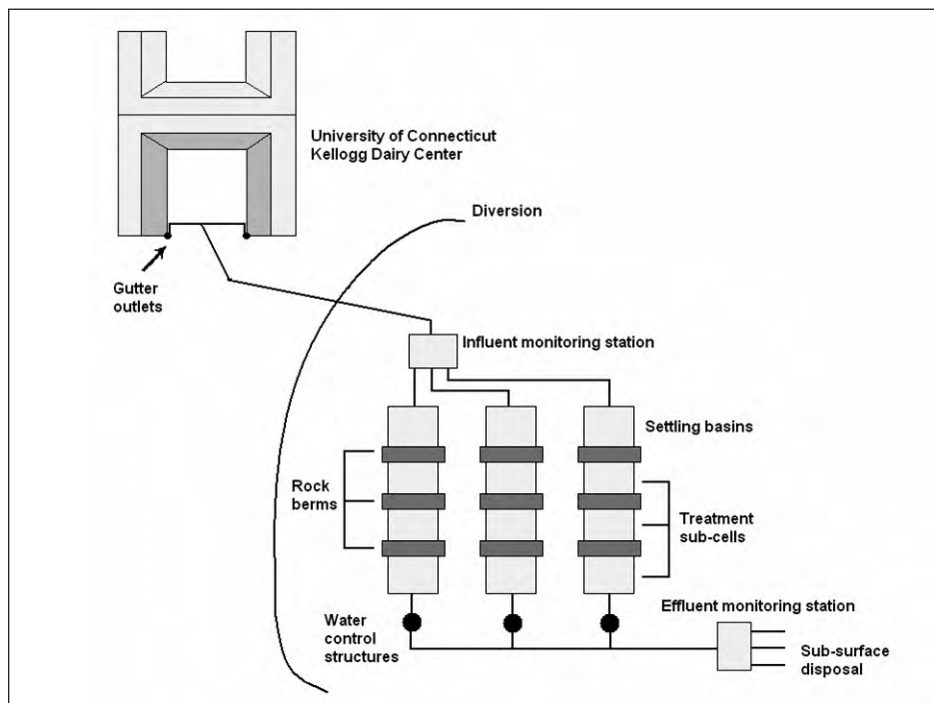 University of Connecticut
Kellogg Dairy Center
Diversion
Gutter
outlets
Influent monitoring station
Settling basins
Rock
berms
Treatment
sub-cells
Effluent monitoring station
Water
control
structures
Sub-surface
disposal